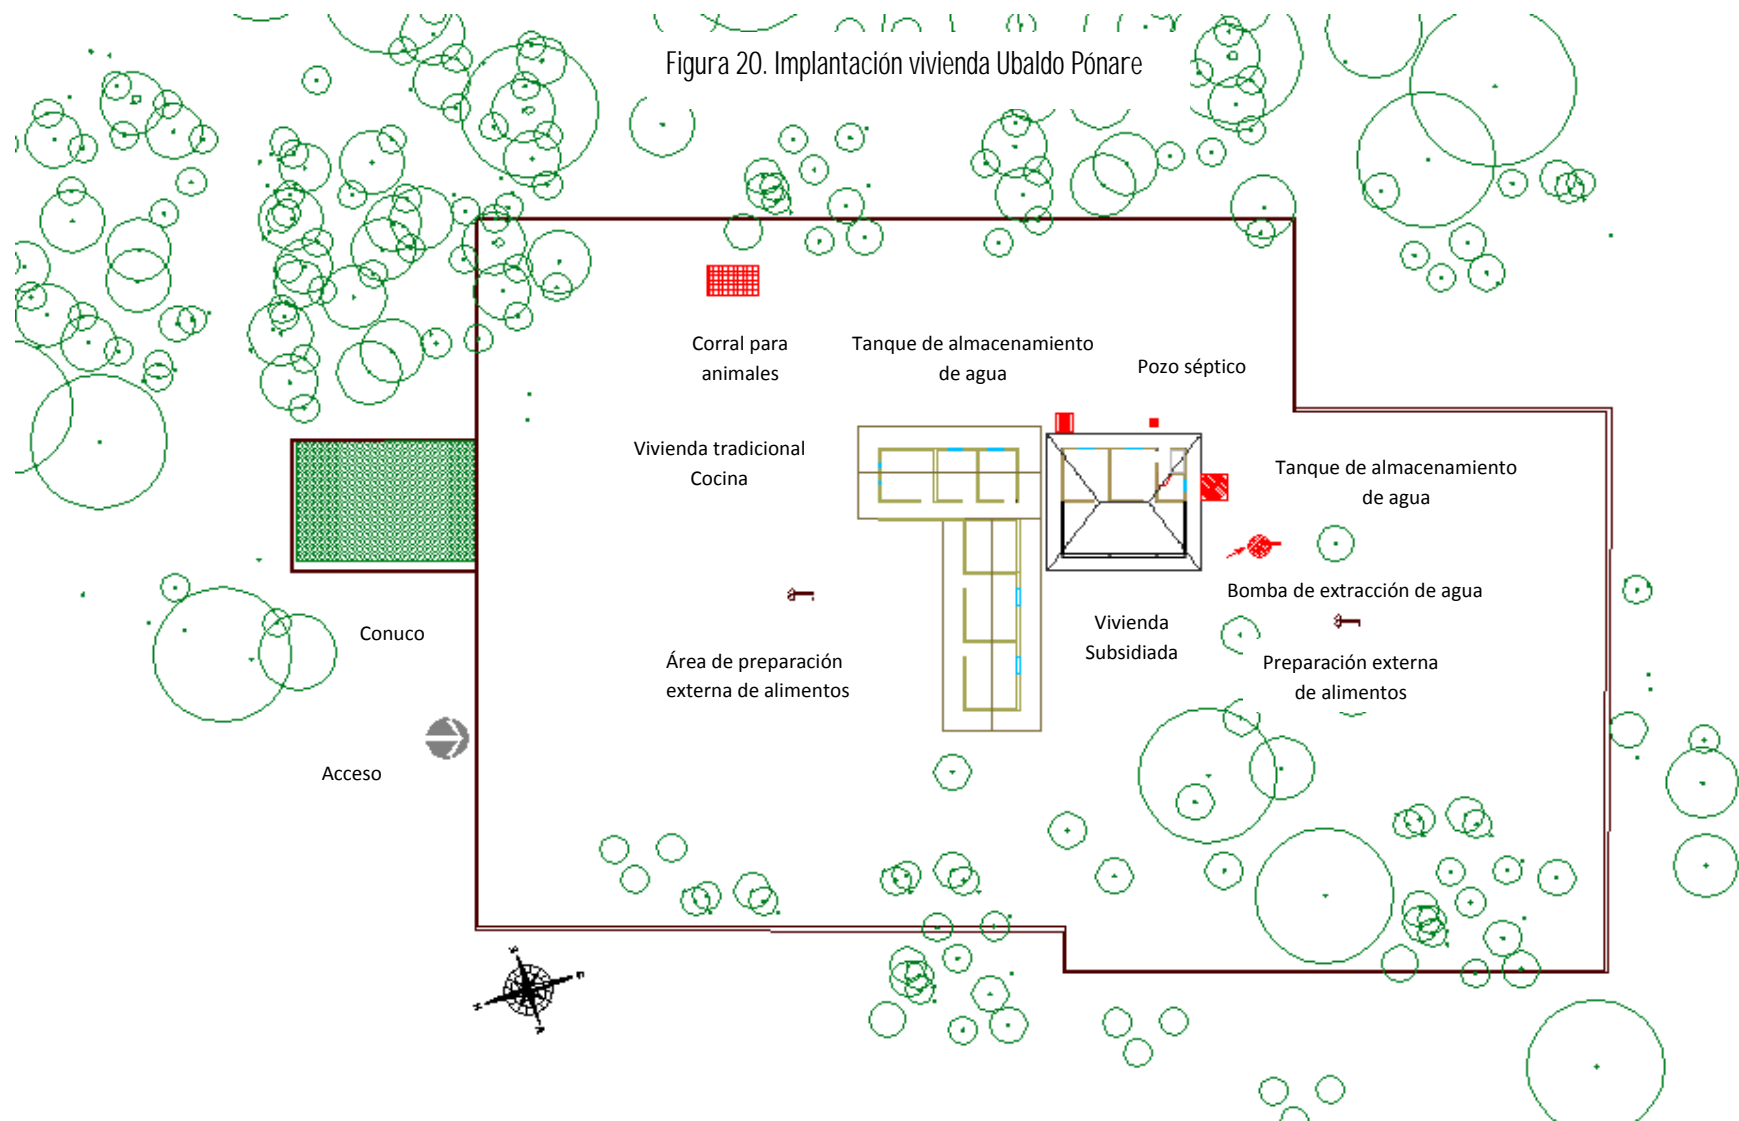 Figura 20. Implantación vivienda Ubaldo Pónare
Corral para
animales
Tanque de almacenamiento
de agua
Pozo séptico
Vivienda tradicional
Cocina
Tanque de almacenamiento
de agua
Bomba de extracción de agua
Conuco
Vivienda
Subsidiada
Área de preparación
externa de alimentos
Preparación externa
de alimentos
Acceso